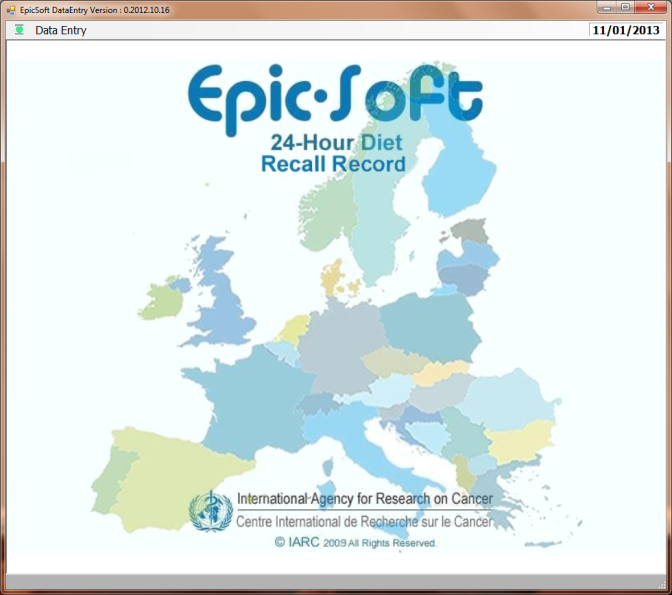 EpicSoft DataEntry Version : 0.2012.10.16
Data Entry
11/01/2013
Epic·Soft
24-Hour Diet
Recall Record
International Agency for Research on Cancer
Centre International de Recherche sur le Cancer
© IARC 2009 All Rights Reserved.